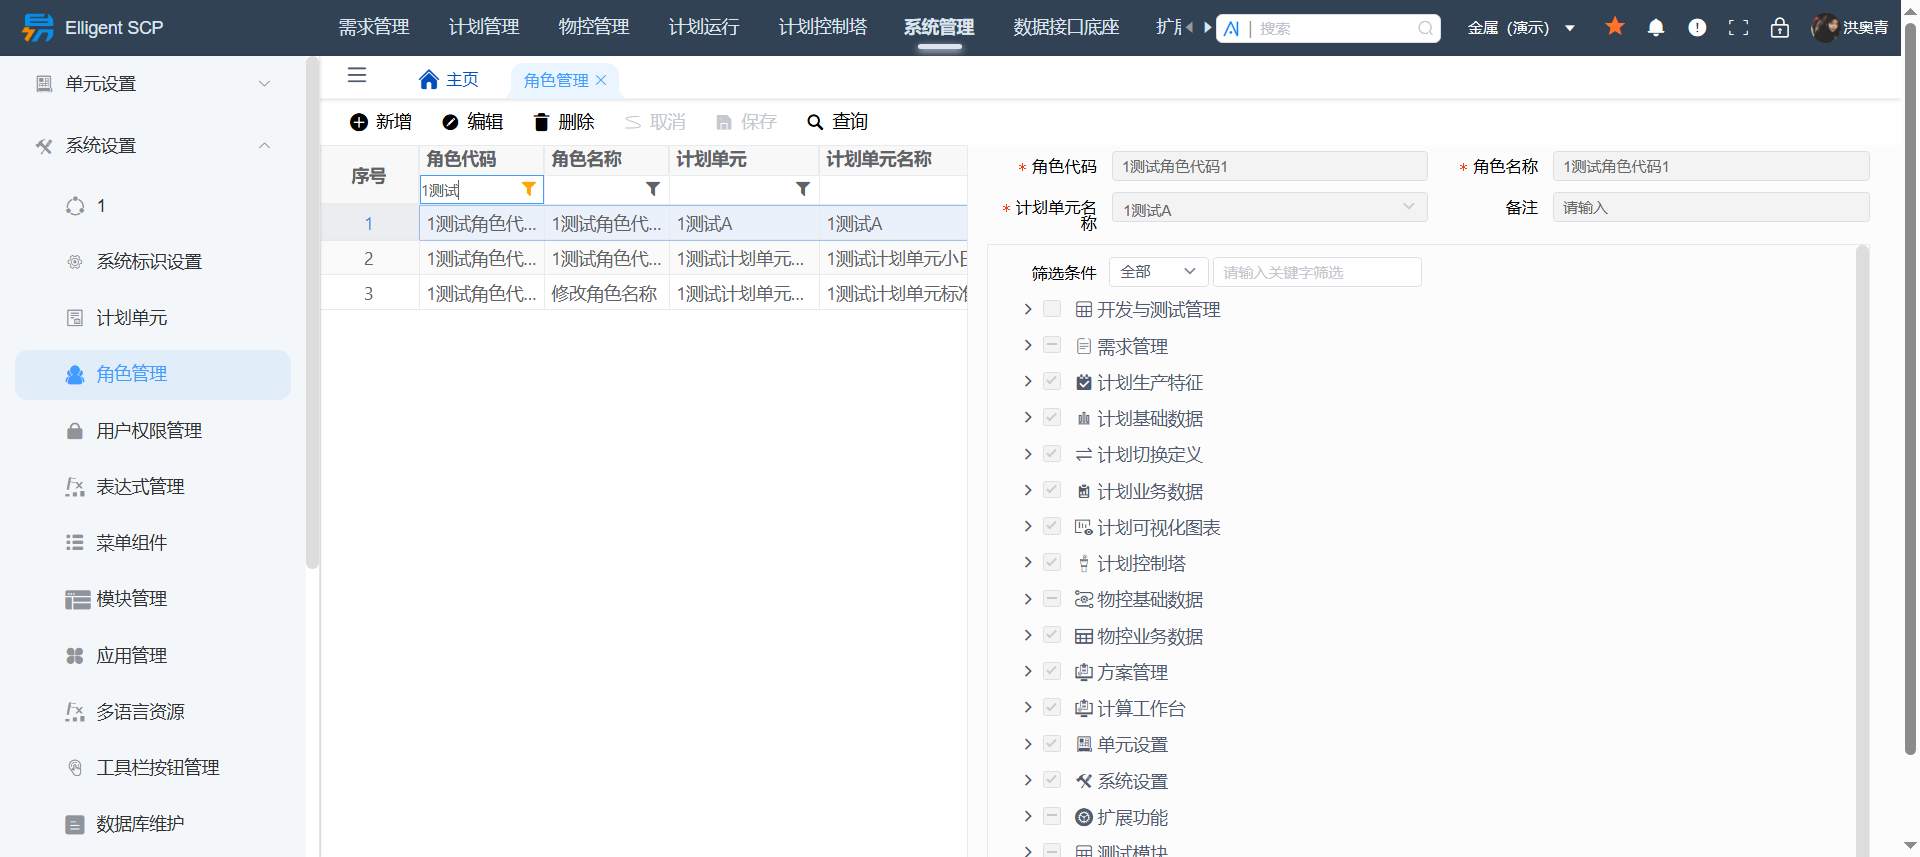 Elligent SCP
需求管理
计划管理
物控管理
计划运行
计划控制塔
系统管理
数据接口底座
搜索
金属 (演示)
洪奥青
单元设置
系统设置
1
系统标识设置
计划单元
角色管理
用户权限管理
表达式管理
菜单组件
模块管理
应用管理
多语言资源
工具栏按钮管理
数据库维护
主页
角色管理
新增
编辑
删除
取消
保存
查询
序号 角色代码 角色名称 计划单元 计划单元名称
1测试
1 1测试角色代... 1测试角色代... 1测试A 1测试A
2 1测试角色代... 1测试角色代... 1测试计划单元... 1测试计划单元小
3 1测试角色代... 修改角色名称 1测试计划单元... 1测试计划单元标准
* 角色代码 1测试角色代码1
* 角色名称 1测试角色代码1
* 计划单元名称 1测试A
备注 请输入
筛选条件 全部 请输入关键字筛选
开发与测试管理
需求管理
计划生产特征
计划基础数据
计划切换定义
计划业务数据
计划可视化图表
计划控制塔
物控基础数据
物控业务数据
方案管理
计算工作台
单元设置
系统设置
扩展功能
测试模块